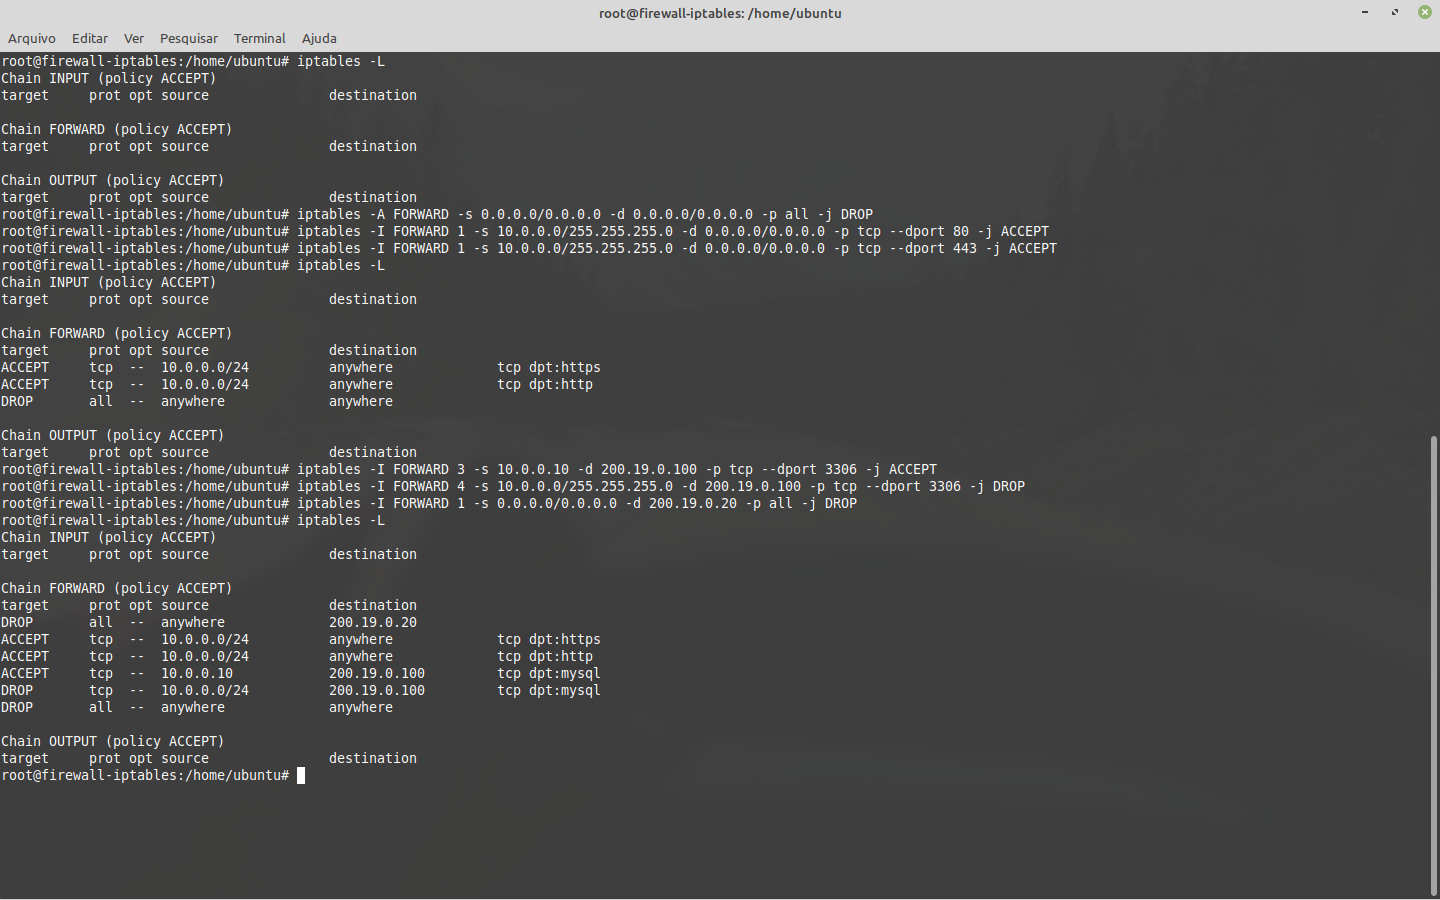 root@firewall-iptables: /home/ubuntu
Arquivo Editar Ver Pesquisar Terminal Ajuda
root@firewall-iptables:/home/ubuntu# iptables -L
Chain INPUT (policy ACCEPT)
target     prot opt source               destination

Chain FORWARD (policy ACCEPT)
target     prot opt source               destination

Chain OUTPUT (policy ACCEPT)
target     prot opt source               destination
root@firewall-iptables:/home/ubuntu# iptables -A FORWARD -s 0.0.0.0/0.0.0.0 -d 0.0.0.0/0.0.0.0 -p all -j DROP
root@firewall-iptables:/home/ubuntu# iptables -I FORWARD 1 -s 10.0.0.0/255.255.255.0 -d 0.0.0.0/0.0.0.0 -p tcp --dport 80 -j ACCEPT
root@firewall-iptables:/home/ubuntu# iptables -I FORWARD 1 -s 10.0.0.0/255.255.255.0 -d 0.0.0.0/0.0.0.0 -p tcp --dport 443 -j ACCEPT
root@firewall-iptables:/home/ubuntu# iptables -L
Chain INPUT (policy ACCEPT)
target     prot opt source               destination

Chain FORWARD (policy ACCEPT)
target     prot opt source               destination
ACCEPT     tcp  --  10.0.0.0/24          anywhere             tcp dpt:https
ACCEPT     tcp  --  10.0.0.0/24          anywhere             tcp dpt:http
DROP       all  --  anywhere             anywhere

Chain OUTPUT (policy ACCEPT)
target     prot opt source               destination
root@firewall-iptables:/home/ubuntu# iptables -I FORWARD 3 -s 10.0.0.10 -d 200.19.0.100 -p tcp --dport 3306 -j ACCEPT
root@firewall-iptables:/home/ubuntu# iptables -I FORWARD 4 -s 10.0.0.0/255.255.255.0 -d 200.19.0.100 -p tcp --dport 3306 -j DROP
root@firewall-iptables:/home/ubuntu# iptables -I FORWARD 1 -s 0.0.0.0/0.0.0.0 -d 200.19.0.20 -p all -j DROP
root@firewall-iptables:/home/ubuntu# iptables -L
Chain INPUT (policy ACCEPT)
target     prot opt source               destination

Chain FORWARD (policy ACCEPT)
target     prot opt source               destination
DROP       all  --  anywhere             200.19.0.20
ACCEPT     tcp  --  10.0.0.0/24          anywhere             tcp dpt:https
ACCEPT     tcp  --  10.0.0.0/24          anywhere             tcp dpt:http
ACCEPT     tcp  --  10.0.0.10            200.19.0.100         tcp dpt:mysql
DROP       tcp  --  10.0.0.0/24          200.19.0.100         tcp dpt:mysql
DROP       all  --  anywhere             anywhere

Chain OUTPUT (policy ACCEPT)
target     prot opt source               destination
root@firewall-iptables:/home/ubuntu#